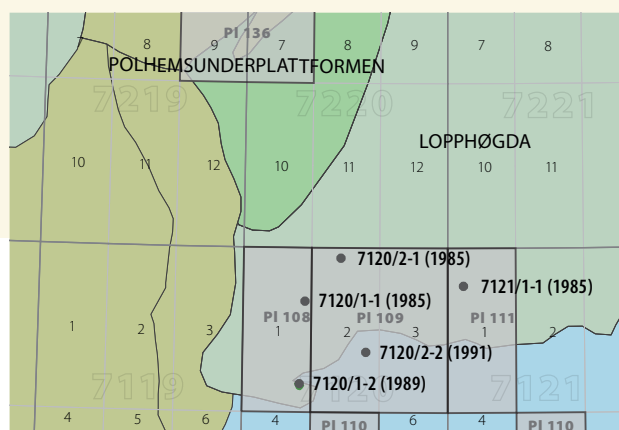 8 9 Pl 136 7 8 9 7 8
POLHEMSUNDERPLATTFORMEN
7219 7220 7221
LOPPHØGDA
10 11 12 10 11 12 10 11
7120/2-1 (1985)
7121/1-1 (1985)
7120/1-1 (1985)
Pl 108 Pl 109 Pl 111
1 2 3 1 2 3 1 2
7120/2-2 (1991)
7119 7120 7121
7120/1-2 (1989)
4 5 6 4 Pl 110 6 4 Pl 110